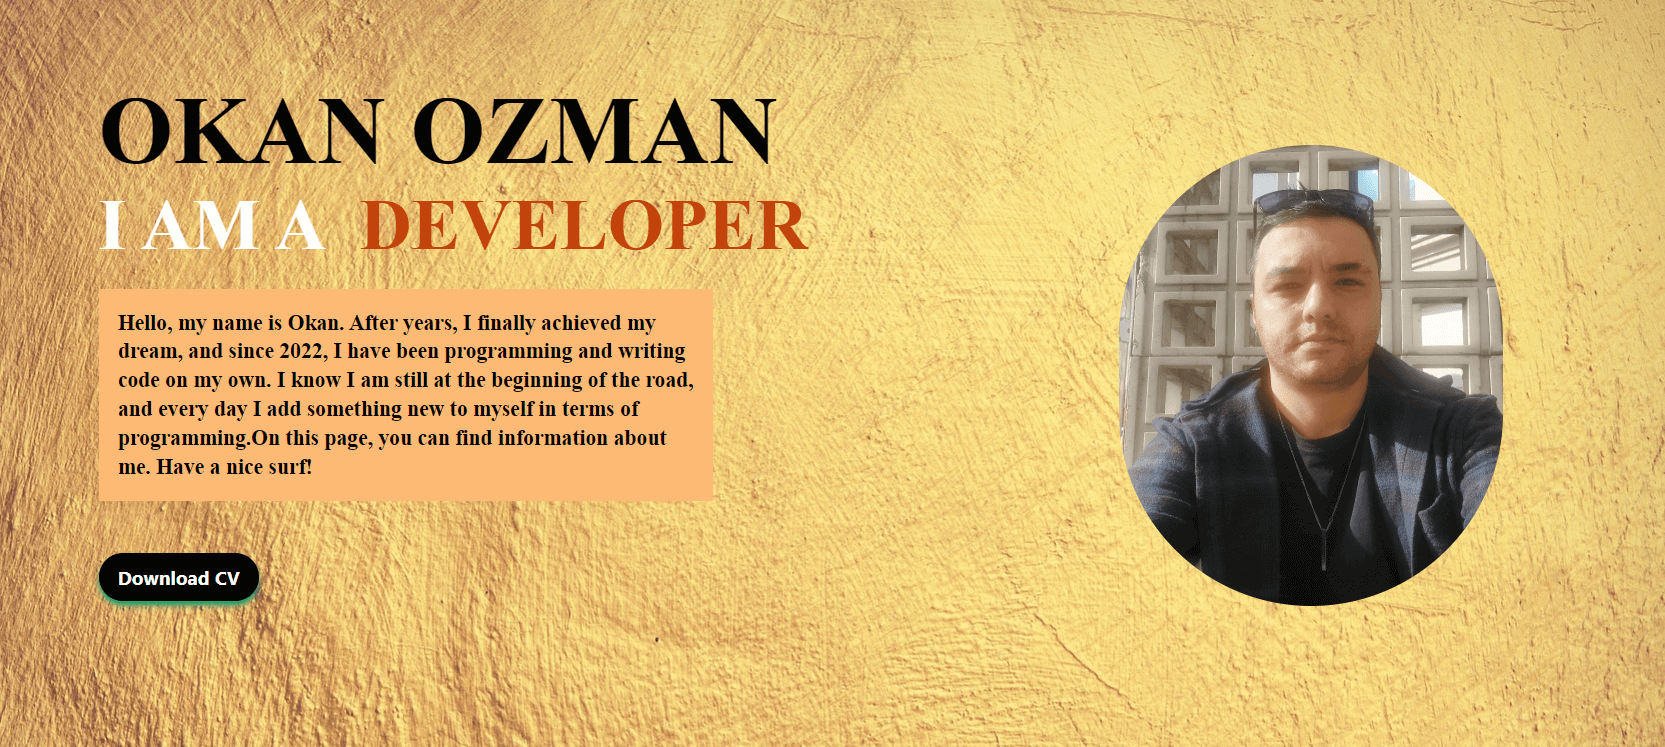 OKAN OZMAN
I AM A DEVELOPER
Hello, my name is Okan. After years, I finally achieved my
dream, and since 2022, I have been programming and writing
code on my own. I know I am still at the beginning of the road,
and every day I add something new to myself in terms of
programming.On this page, you can find information about
me. Have a nice surf!
Download CV